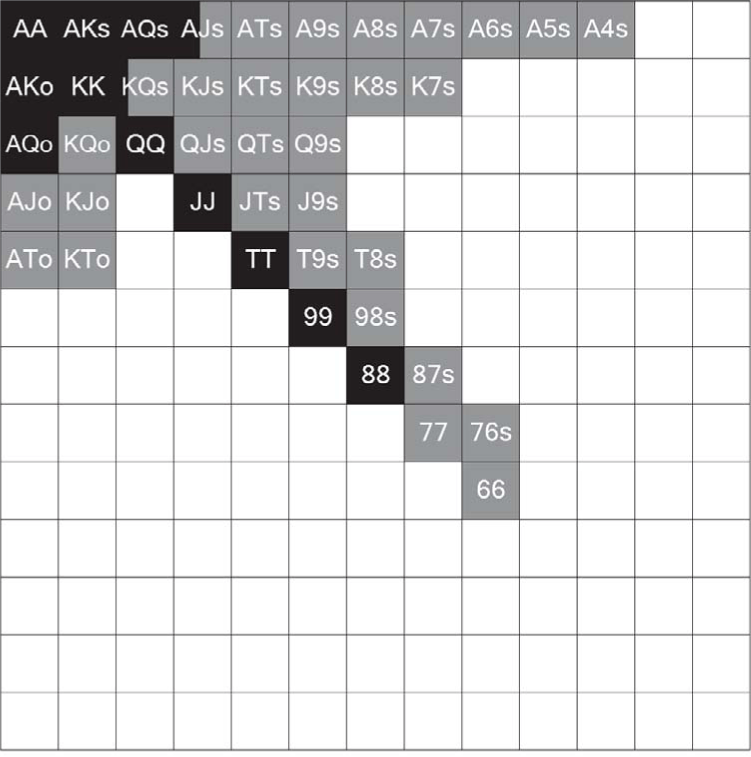 AA AKs AQs AJs ATs A9s A8s A7s A6s A5s A4s
AKo KK KQs KJs KTs K9s K8s K7s
AQo KQo QQ QJs QTs Q9s
AJo KJo JJ JTs J9s
ATo KTo TT T9s T8s
99 98s
88 87s
77 76s
66